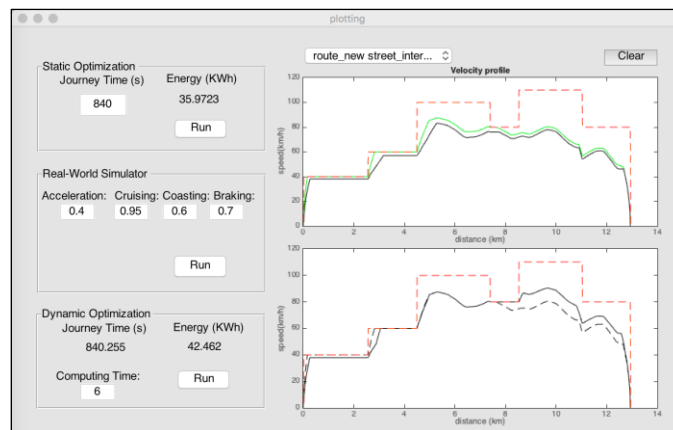 plotting
Static Optimization
Journey Time (s) Energy (KWh)
840 35.9723
Run
Real-World Simulator
Acceleration: Cruising: Coasting: Braking:
0.4 0.95 0.6 0.7
Run
Dynamic Optimization
Journey Time (s) Energy (KWh)
840.255 42.462
Computing Time:
6 Run
route_new street_inter... Clear
Velocity profile
120
100
80
60
40
20
0
speed(km/h)
0 2 4 6 8 10 12 14
distance (km)
120
100
80
60
40
20
0
speed(km/h)
0 2 4 6 8 10 12 14
distance (km)